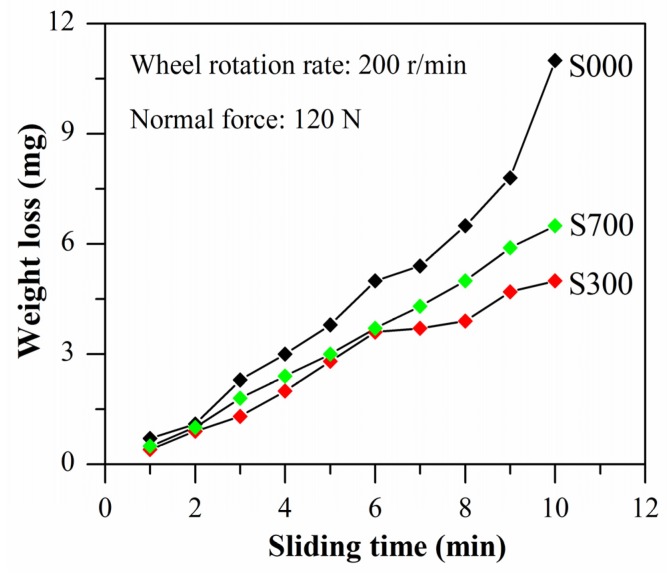 12
Wheel rotation rate: 200 r/min
S000
Normal force: 120 N
9
Weight loss (mg)
6
S700
S300
3
0
0 2 4 6 8 10 12
Sliding time (min)